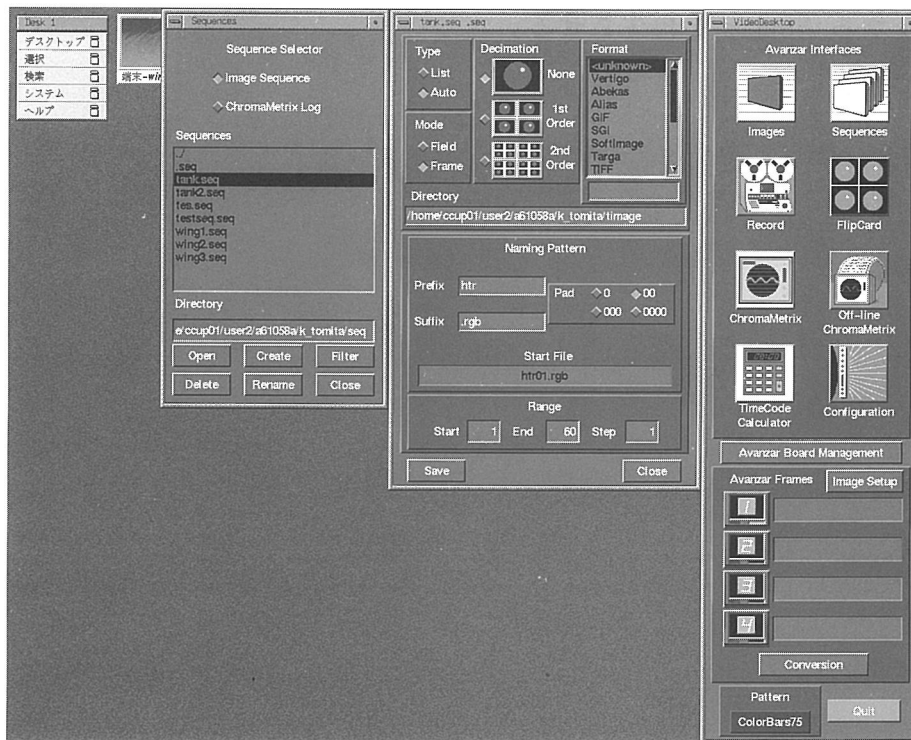 Desk 1
デスクトップ
選択
検索
システム
ヘルプ
端末-win
Sequences
Sequence Selector
Image Sequence
ChromaMetrix Log
Sequences
../
.seq
tank.seq
tank2.seq
tes.seq
testseq.seq
wing1.seq
wing2.seq
wing3.seq
Directory
e/ccup01/user2/a61058a/k_tomita/seq
Open Create Filter
Delete Rename Close
tank.seq .seq
Type
List
Auto
Mode
Field
Frame
Decimation
None
1st
Order
2nd
Order
Format
<unknown>
Vertigo
Abekas
Alias
GIF
SGI
SoftImage
Targa
TIFF
Directory
/home/ccup01/user2/a61058a/k_tomita/timage
Naming Pattern
Prefix htr
Pad 0 00
000 0000
Suffix .rgb
Start File
htr01.rgb
Range
Start 1 End 60 Step 1
Save Close
VideoDesktop
Avanzar Interfaces
Images Sequences
Record FlipCard
ChromaMetrix
Off-line
ChromaMetrix
TimeCode
Calculator
Configuration
Avanzar Board Management
Avanzar Frames Image Setup
1
2
3
4
Conversion
Pattern
ColorBars75
Quit